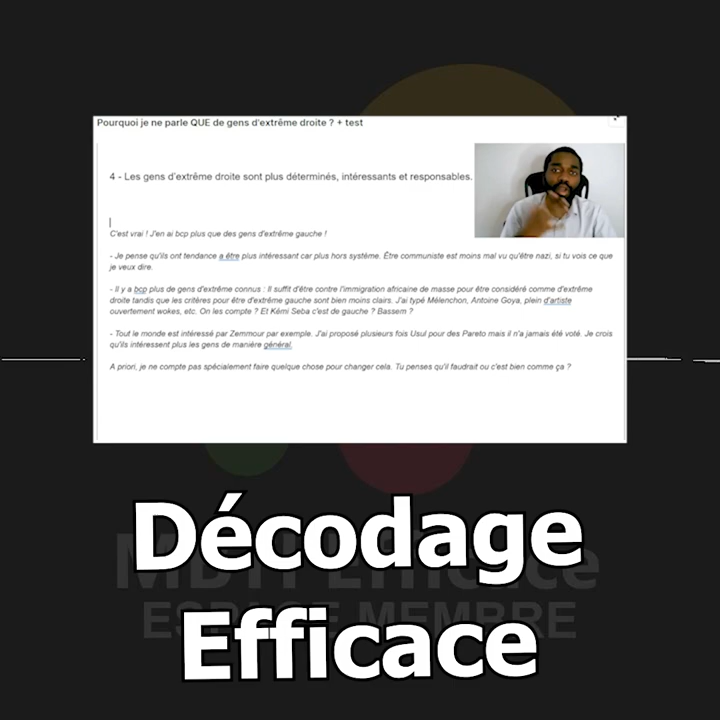 Pourquoi je ne parle QUE de gens d'extrême droite ? + test
4 - Les gens d'extrême droite sont plus déterminés, intéressants et responsables.
C'est vrai ! J'en ai bcp plus que des gens d'extrême gauche !
- Je pense qu'ils ont tendance a être plus intéressant car plus hors système. Être communiste est moins mal vu qu'être nazi, si tu vois ce que
je veux dire.
- Il y a bcp plus de gens d'extrême connus : Il suffit d'être contre l'immigration africaine de masse pour être considéré comme d'extrême
droite tandis que les critères pour être d'extrême gauche sont bien moins clairs. J'ai typé Mélenchon, Antoine Goya, plein d'artiste
ouvertement wokes, etc. On les compte ? Et Kémi Seba c'est de gauche ? Bassem ?
- Tout le monde est intéressé par Zemmour par exemple. J'ai proposé plusieurs fois Usul pour des Pareto mais il n'a jamais été voté. Je crois
qu'ils intéressent plus les gens de manière général.
A priori, je ne compte pas spécialement faire quelque chose pour changer cela. Tu penses qu'il faudrait ou c'est bien comme ça ?
Décodage
MBTI Efficace
ESPACE MEMBRE
Efficace